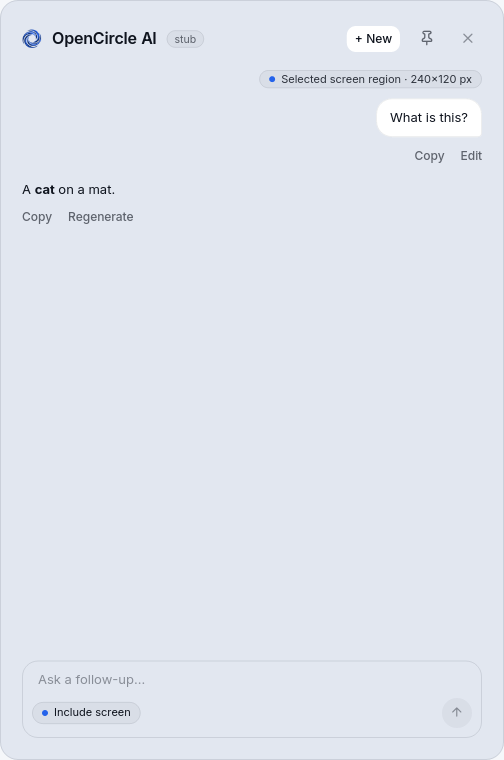 OpenCircle AI stub + New
Selected screen region · 240×120 px
What is this?
Copy Edit
A cat on a mat.
Copy Regenerate
Ask a follow-up...
Include screen